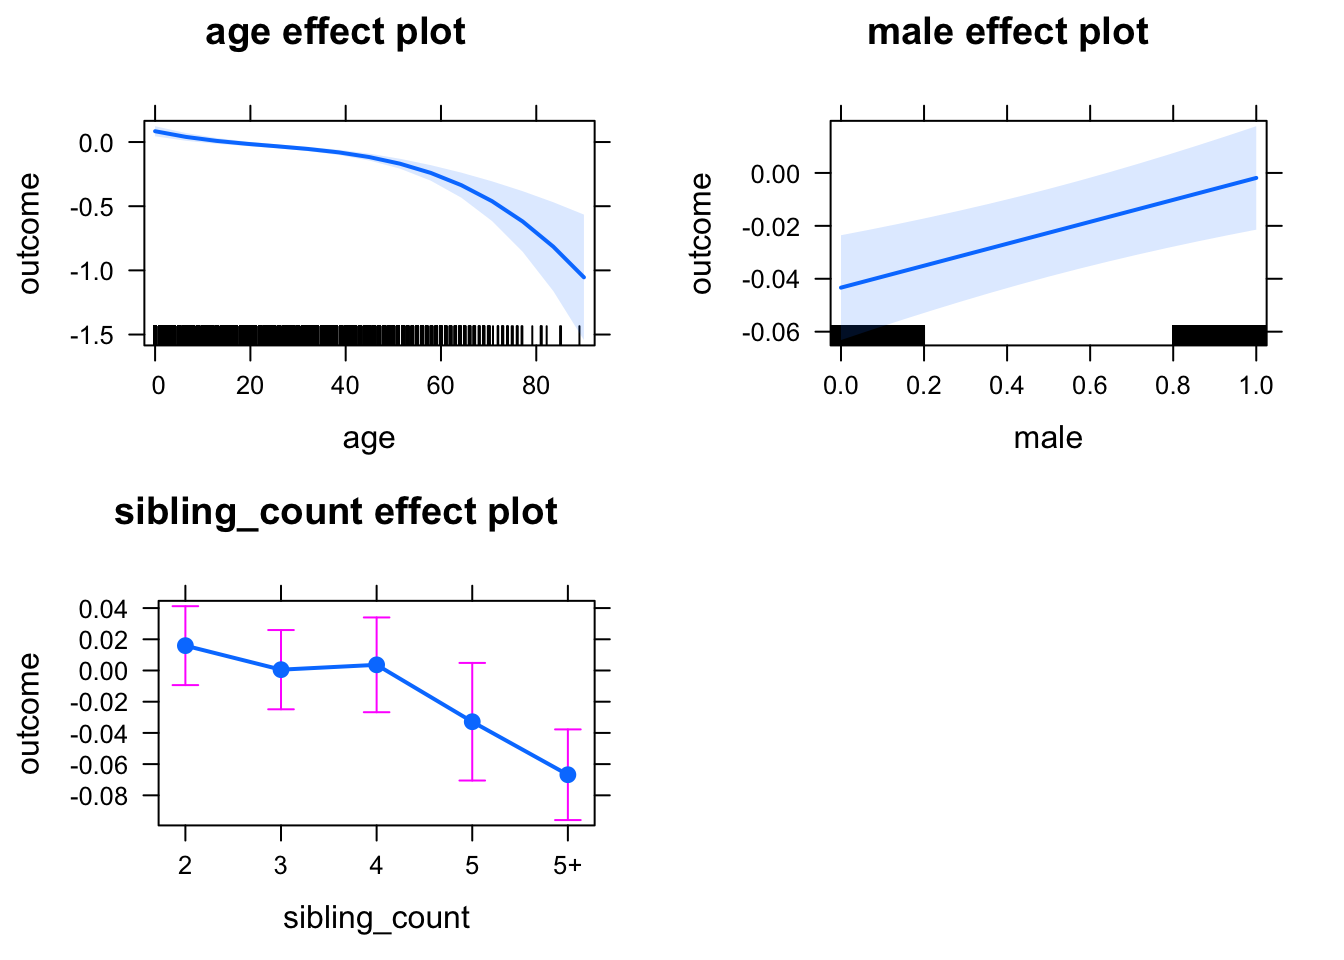 age effect plot
outcome
0.0
-0.5
-1.0
-1.5
0 20 40 60 80
age
male effect plot
outcome
0.00
-0.02
-0.04
-0.06
0.0 0.2 0.4 0.6 0.8 1.0
male
sibling_count effect plot
outcome
0.04
0.02
0.00
-0.02
-0.04
-0.06
-0.08
2 3 4 5 5+
sibling_count